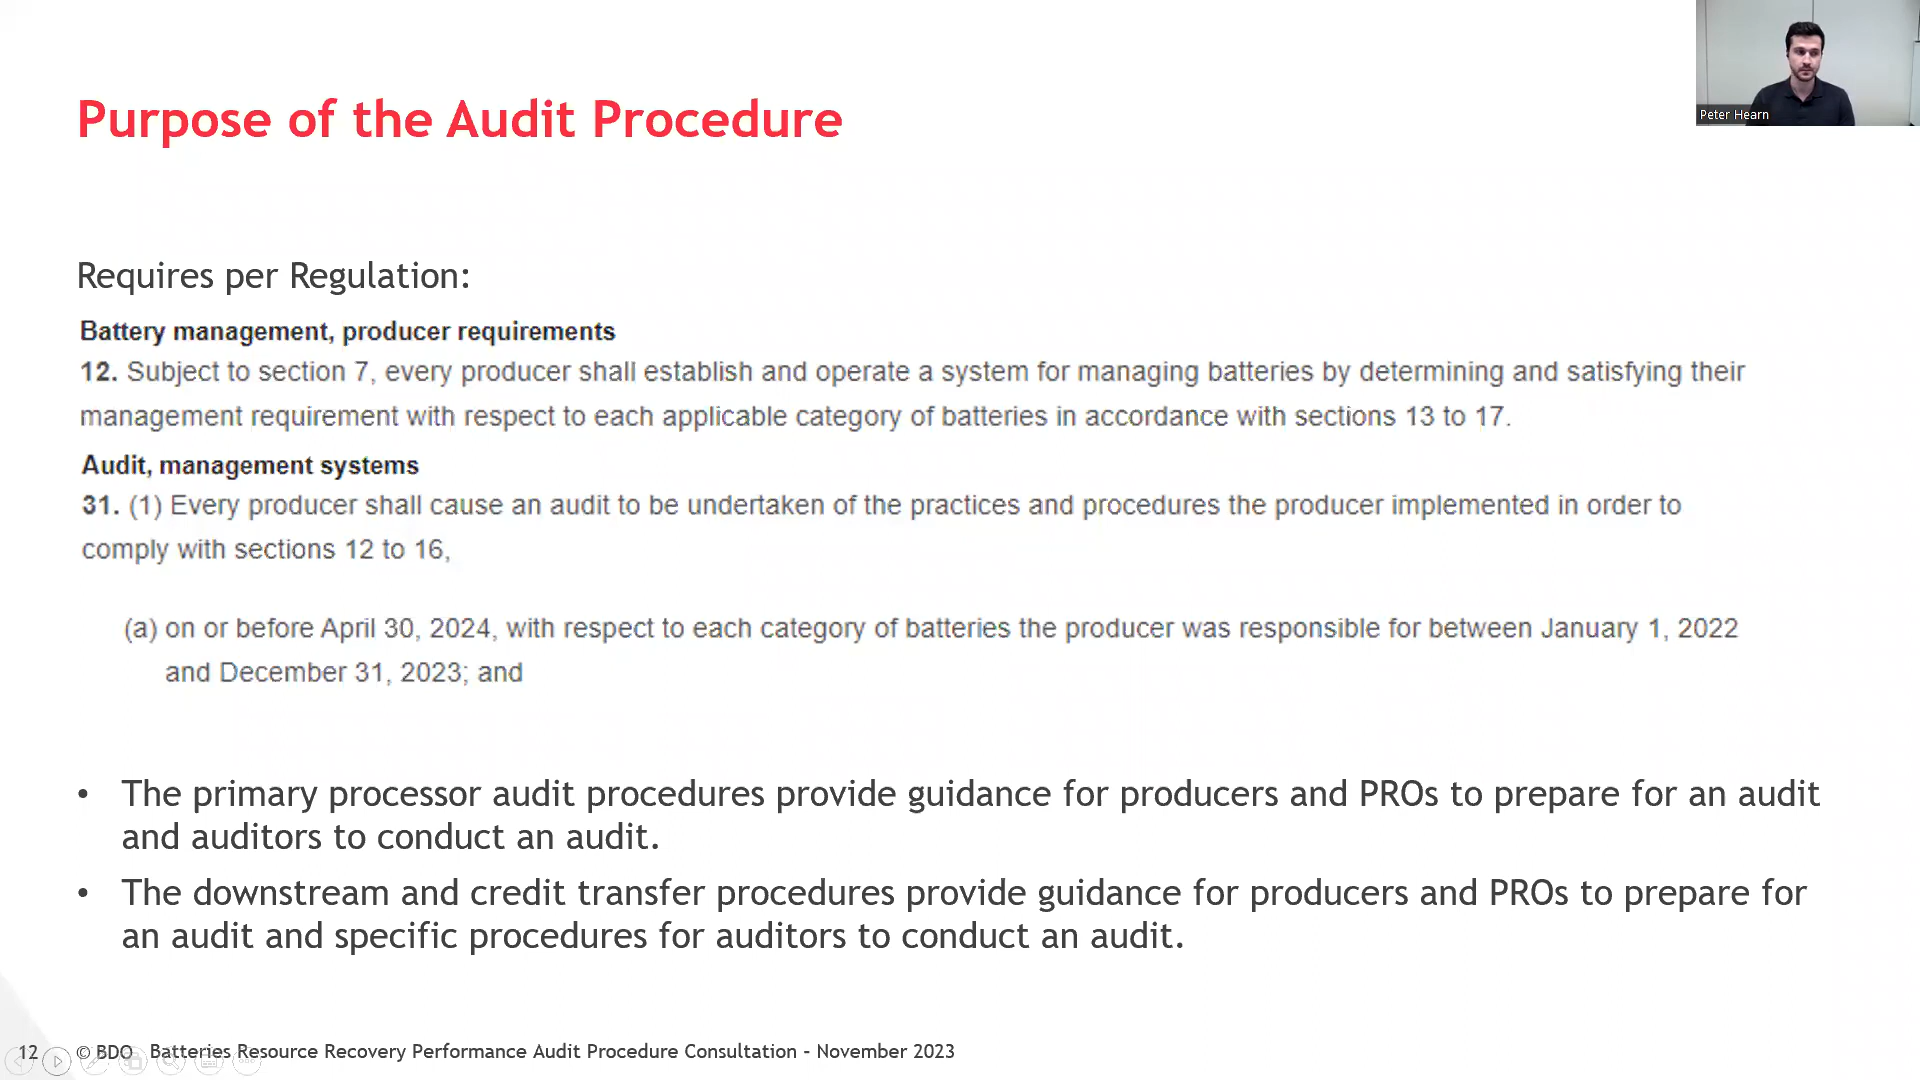 Purpose of the Audit Procedure
Peter Hearn
Requires per Regulation:
Battery management, producer requirements
12. Subject to section 7, every producer shall establish and operate a system for managing batteries by determining and satisfying their
management requirement with respect to each applicable category of batteries in accordance with sections 13 to 17.
Audit, management systems
31. (1) Every producer shall cause an audit to be undertaken of the practices and procedures the producer implemented in order to
comply with sections 12 to 16,
(a) on or before April 30, 2024, with respect to each category of batteries the producer was responsible for between January 1, 2022
and December 31, 2023; and
• The primary processor audit procedures provide guidance for producers and PROs to prepare for an audit
and auditors to conduct an audit.
• The downstream and credit transfer procedures provide guidance for producers and PROs to prepare for
an audit and specific procedures for auditors to conduct an audit.
12 © BDO Batteries Resource Recovery Performance Audit Procedure Consultation – November 2023